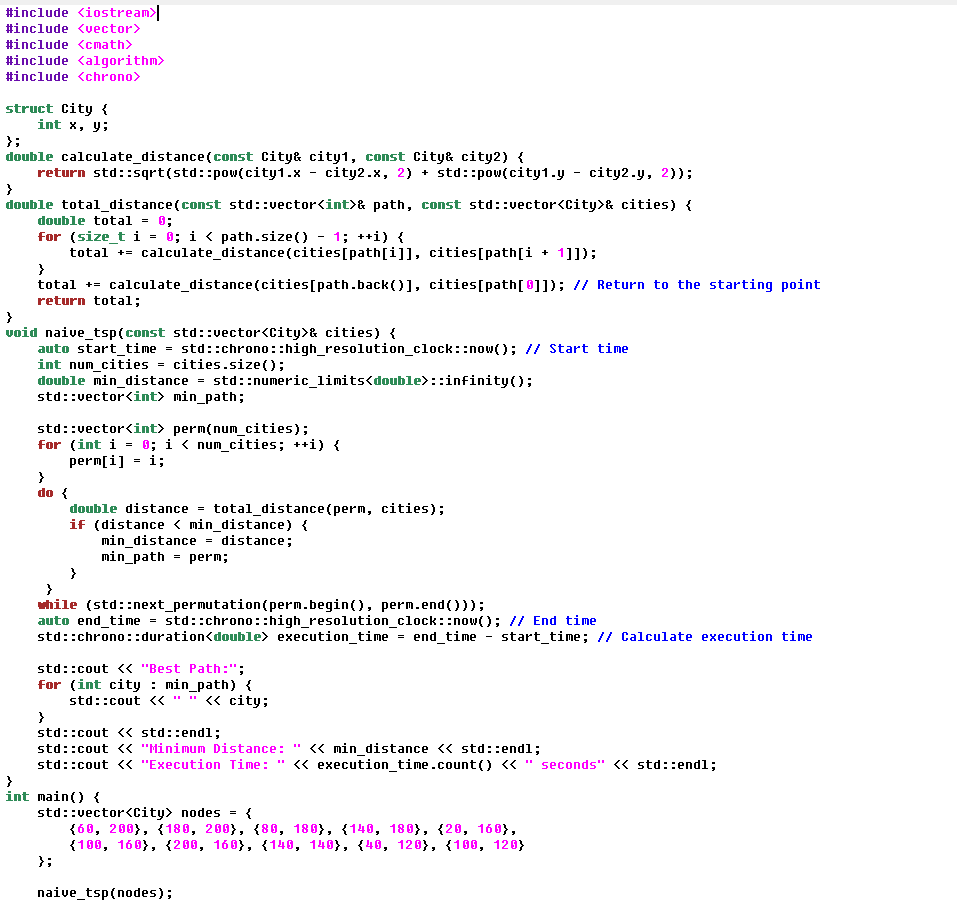 #include <iostream>
#include <vector>
#include <cmath>
#include <algorithm>
#include <chrono>

struct City {
    int x, y;
};
double calculate_distance(const City& city1, const City& city2) {
    return std::sqrt(std::pow(city1.x - city2.x, 2) + std::pow(city1.y - city2.y, 2));
}
double total_distance(const std::vector<int>& path, const std::vector<City>& cities) {
    double total = 0;
    for (size_t i = 0; i < path.size() - 1; ++i) {
        total += calculate_distance(cities[path[i]], cities[path[i + 1]]);
    }
    total += calculate_distance(cities[path.back()], cities[path[0]]); // Return to the starting point
    return total;
}
void naive_tsp(const std::vector<City>& cities) {
    auto start_time = std::chrono::high_resolution_clock::now(); // Start time
    int num_cities = cities.size();
    double min_distance = std::numeric_limits<double>::infinity();
    std::vector<int> min_path;

    std::vector<int> perm(num_cities);
    for (int i = 0; i < num_cities; ++i) {
        perm[i] = i;
    }
    do {
        double distance = total_distance(perm, cities);
        if (distance < min_distance) {
            min_distance = distance;
            min_path = perm;
        }
     }
    while (std::next_permutation(perm.begin(), perm.end()));
    auto end_time = std::chrono::high_resolution_clock::now(); // End time
    std::chrono::duration<double> execution_time = end_time - start_time; // Calculate execution time

    std::cout << "Best Path:";
    for (int city : min_path) {
        std::cout << " " << city;
    }
    std::cout << std::endl;
    std::cout << "Minimum Distance: " << min_distance << std::endl;
    std::cout << "Execution Time: " << execution_time.count() << " seconds" << std::endl;
}
int main() {
    std::vector<City> nodes = {
        {60, 200}, {180, 200}, {80, 180}, {140, 180}, {20, 160},
        {100, 160}, {200, 160}, {140, 140}, {40, 120}, {100, 120}
    };

    naive_tsp(nodes);